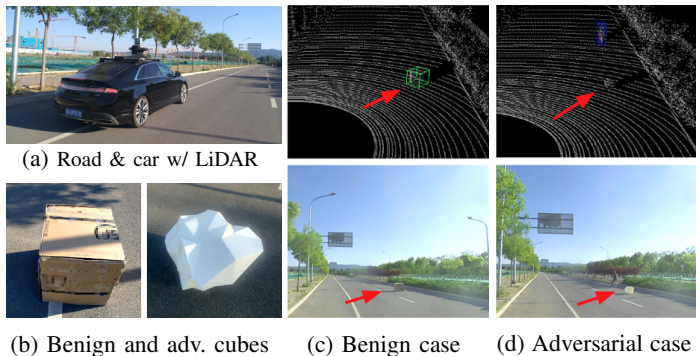 (a) Road & car w/ LiDAR
(b) Benign and adv. cubes
(c) Benign case
(d) Adversarial case